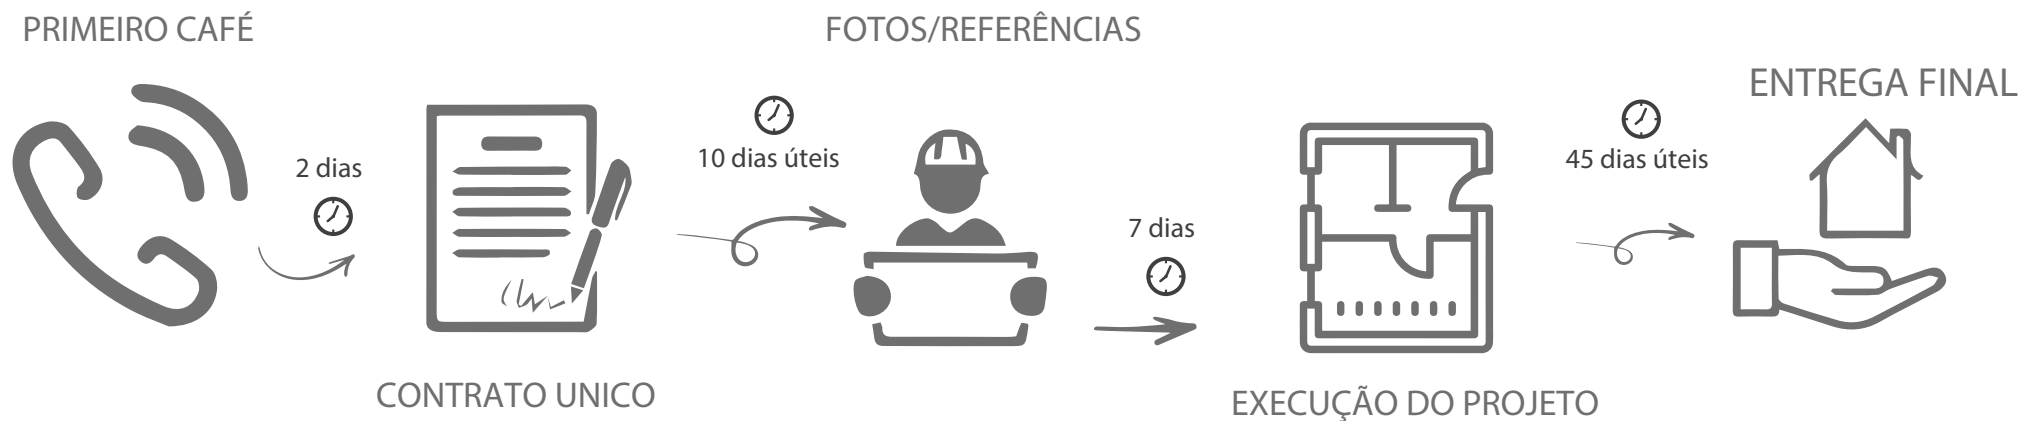 PRIMEIRO CAFÉ
2 dias
CONTRATO UNICO
10 dias úteis
FOTOS/REFERÊNCIAS
7 dias
EXECUÇÃO DO PROJETO
45 dias úteis
ENTREGA FINAL